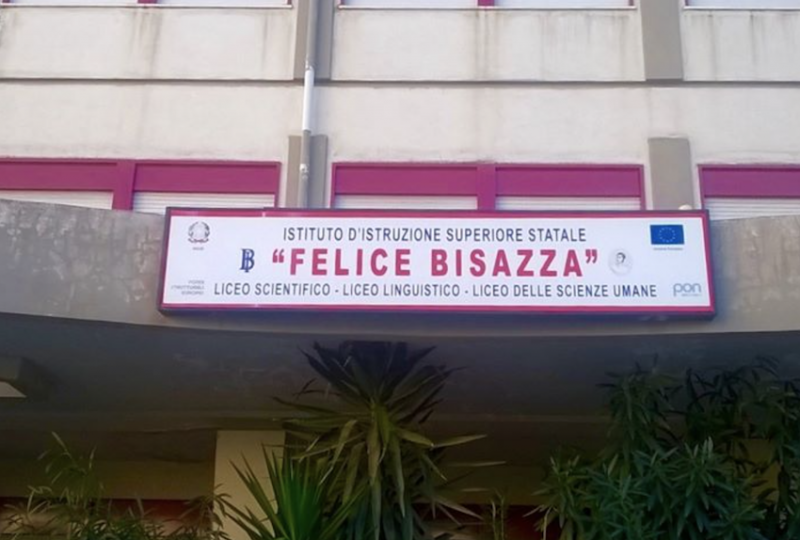 ISTITUTO D'ISTRUZIONE SUPERIORE STATALE
B "FELICE BISAZZA"
LICEO SCIENTIFICO - LICEO LINGUISTICO - LICEO DELLE SCIENZE UMANE
pon